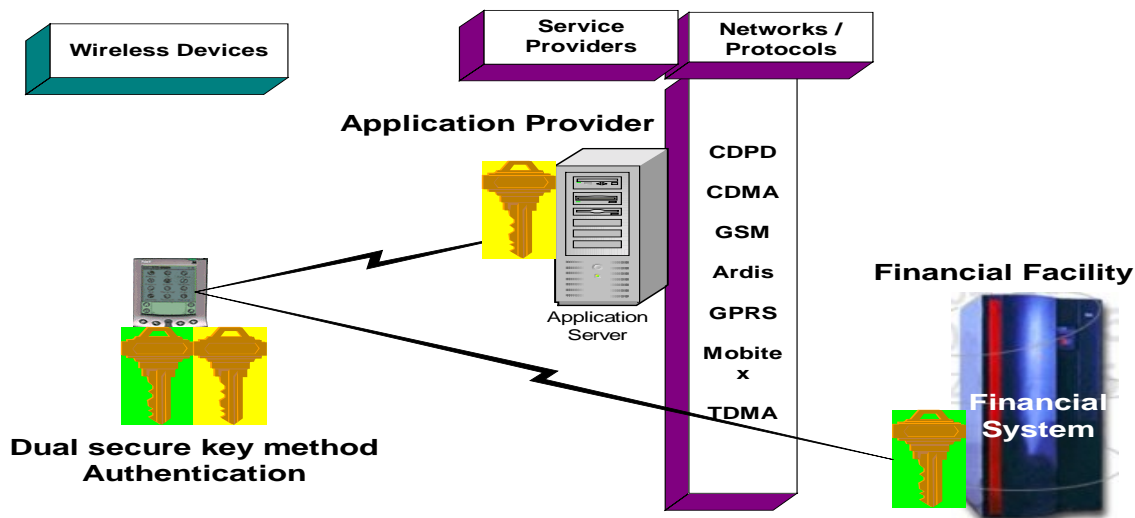 Wireless Devices
Service
Providers
Networks /
Protocols
Application Provider
CDPD
CDMA
GSM
Ardis
GPRS
Mobite
x
TDMA
Application
Server
Financial Facility
Financial
System
Dual secure key method
Authentication